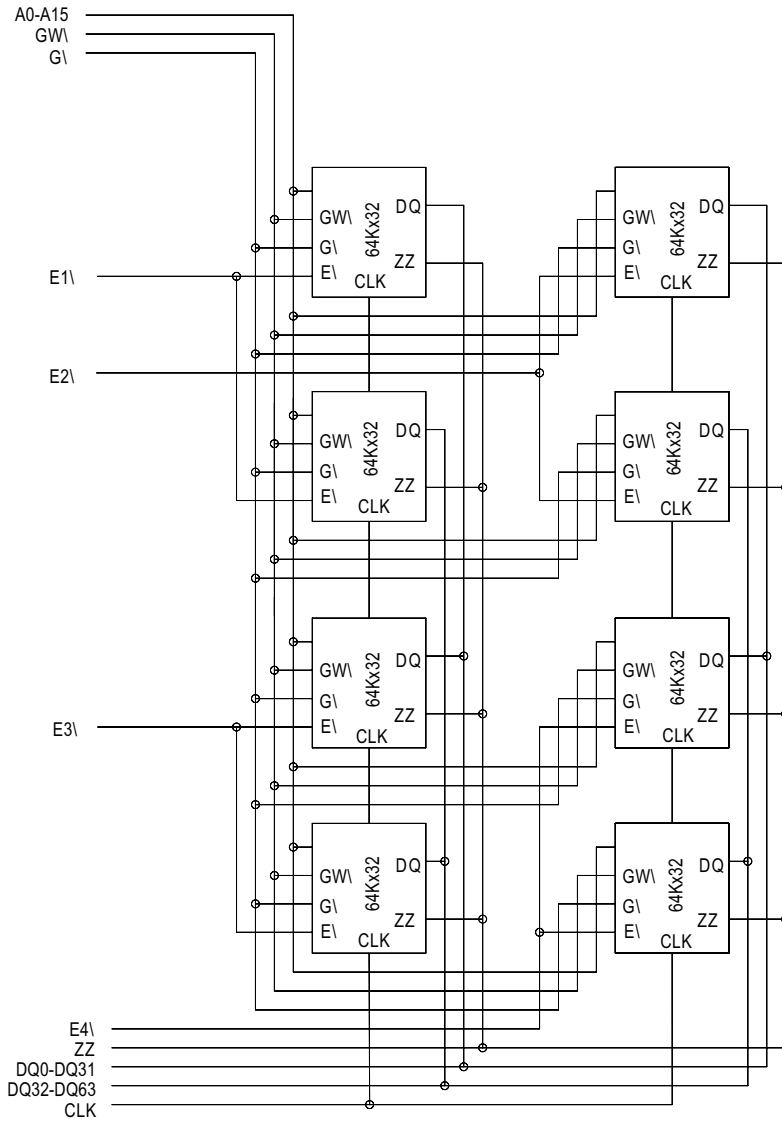 A0-A15
GW\
G\
GW\
G\
E\
64Kx32
DQ
ZZ
CLK
GW\
G\
E\
64Kx32
DQ
ZZ
CLK
E1\
E2\
GW\
G\
E\
64Kx32
DQ
ZZ
CLK
GW\
G\
E\
64Kx32
DQ
ZZ
CLK
GW\
G\
E\
64Kx32
DQ
ZZ
CLK
GW\
G\
E\
64Kx32
DQ
ZZ
CLK
E3\
GW\
G\
E\
64Kx32
DQ
ZZ
CLK
GW\
G\
E\
64Kx32
DQ
ZZ
CLK
E4\
ZZ
DQ0-DQ31
DQ32-DQ63
CLK